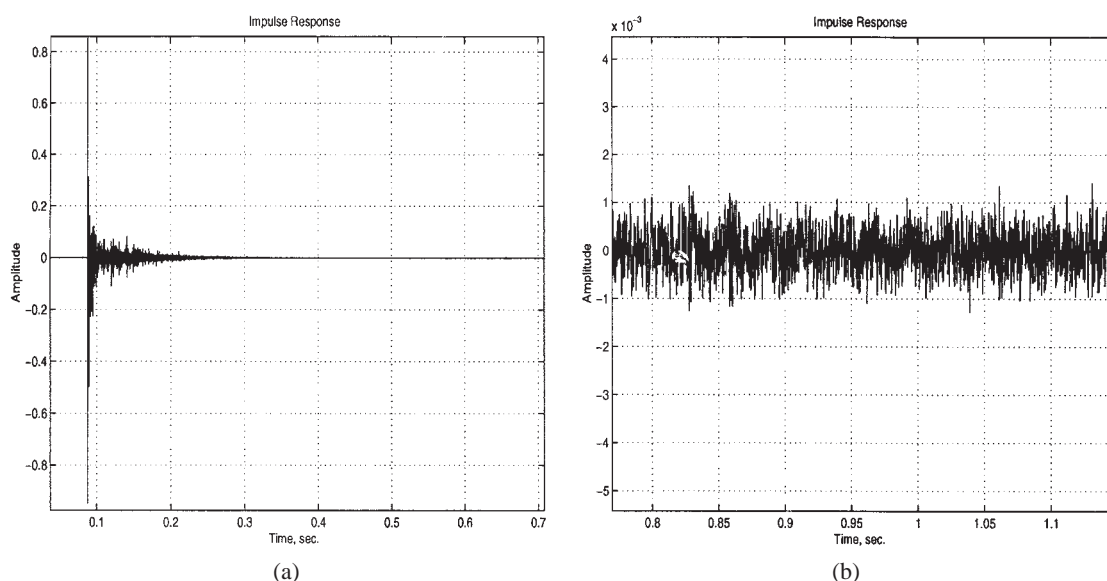 Impulse Response
0.8
0.6
0.4
0.2
0
−0.2
−0.4
−0.6
−0.8
Amplitude
0.1 0.2 0.3 0.4 0.5 0.6 0.7
Time, sec.
(a)
x 10⁻³
Impulse Response
4
3
2
1
0
−1
−2
−3
−4
−5
Amplitude
0.8 0.85 0.9 0.95 1 1.05 1.1
Time, sec.
(b)